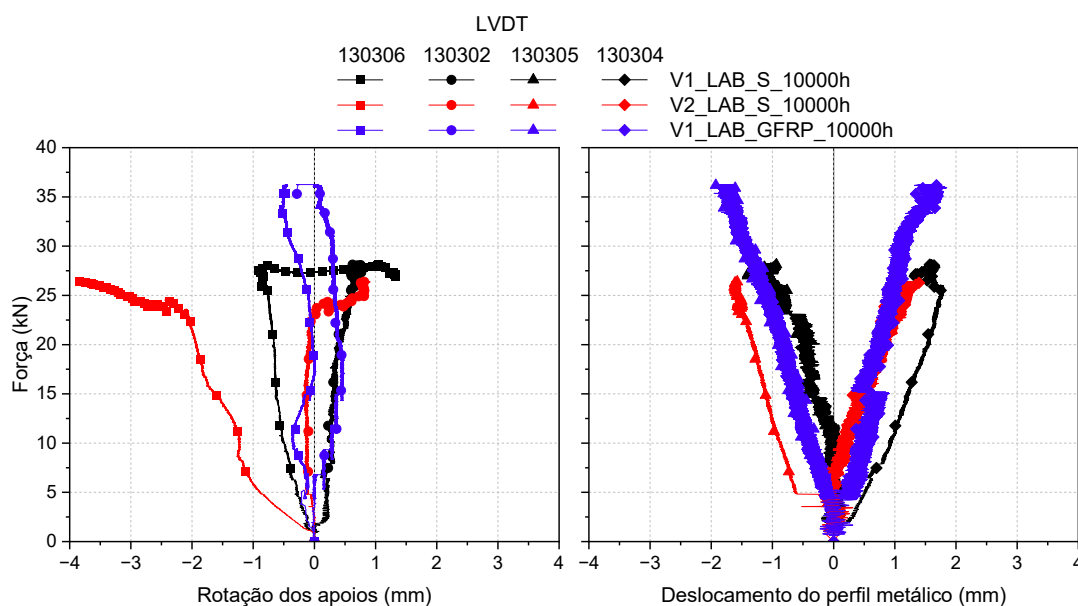 LVDT
130306 130302 130305 130304
V1_LAB_S_10000h
V2_LAB_S_10000h
V1_LAB_GFRP_10000h
40
35
30
25
20
15
10
5
0
Força (kN)
−4 −3 −2 −1 0 1 2 3 4
−4 −3 −2 −1 0 1 2 3 4
Rotação dos apoios (mm)
Deslocamento do perfil metálico (mm)